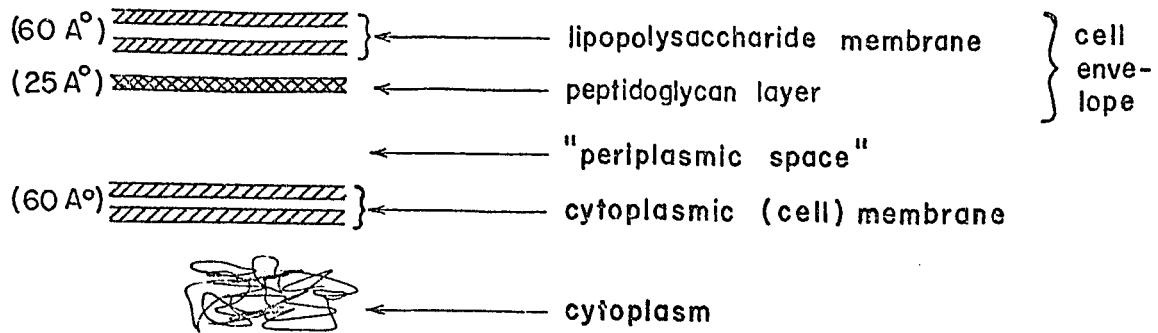 (60 A°) lipopolysaccharide membrane
(25 A°) peptidoglycan layer
cell
enve-
lope
"periplasmic space"
(60 A°) cytoplasmic (cell) membrane
cytoplasm